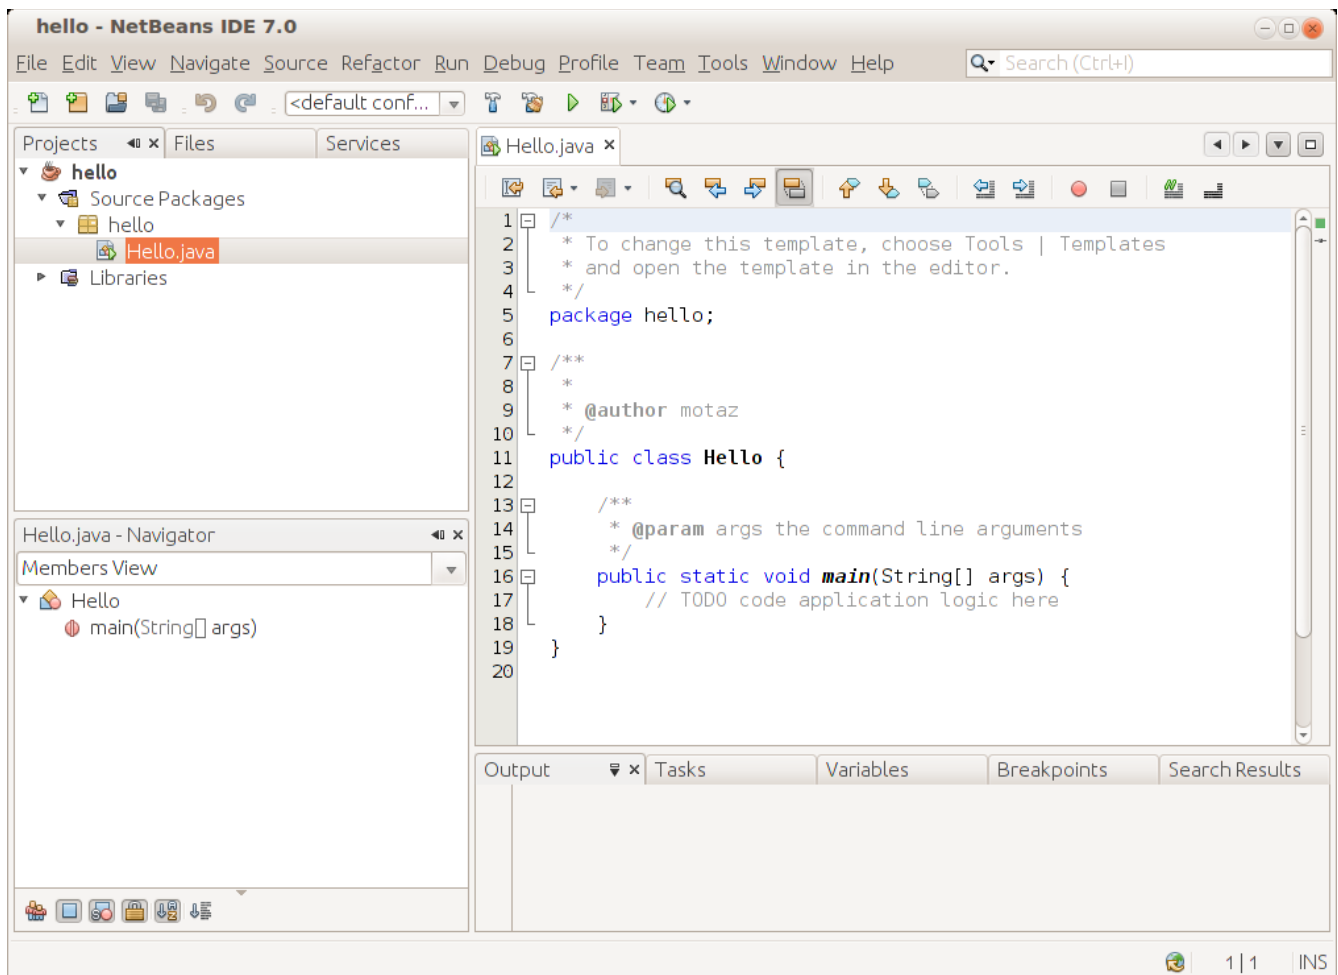 hello - NetBeans IDE 7.0
File Edit View Navigate Source Refactor Run Debug Profile Team Tools Window Help Search (Ctrl+I)
<default conf...
Projects Files Services
hello
Source Packages
hello
Hello.java
Libraries
Hello.java - Navigator
Members View
Hello
main(String[] args)
Hello.java
1 /*
2 * To change this template, choose Tools | Templates
3 * and open the template in the editor.
4 */
5 package hello;
6
7 /**
8 *
9 * @author motaz
10 */
11 public class Hello {
12
13 /**
14 * @param args the command line arguments
15 */
16 public static void main(String[] args) {
17 // TODO code application logic here
18 }
19 }
20
Output Tasks Variables Breakpoints Search Results
1 | 1 INS